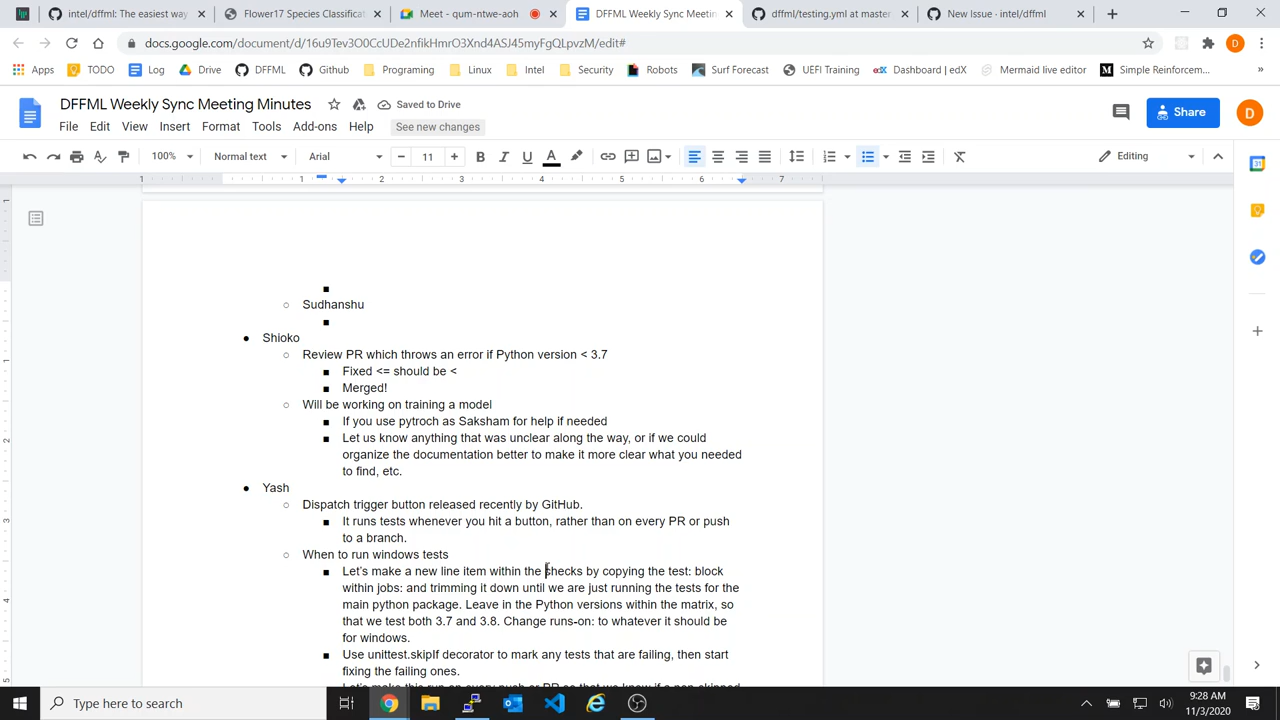 intel/dffml: The easiest way
Flower17 Species Classificat
Meet - qum-ntwe-aoh
DFFML Weekly Sync Meetin
dffml/testing.yml at master
New Issue · intel/dffml
docs.google.com/document/d/16u9Tev3O0CcUDe2nfikHmrO3Xnd4ASJ45myFgQLpvzM/edit#
D
Apps TODO Log Drive DFFML Github Programing Linux Intel Security Robots Surf Forecast UEFI Training Dashboard | edX Mermaid live editor Simple Reinforcem...
DFFML Weekly Sync Meeting Minutes
Saved to Drive
Share
D
File Edit View Insert Format Tools Add-ons Help See new changes
100% Normal text Arial 11 B I U A Editing
1 1 2 3 4 5 6 7
Sudhanshu
Shioko
Review PR which throws an error if Python version < 3.7
Fixed <= should be <
Merged!
Will be working on training a model
If you use pytroch as Saksham for help if needed
Let us know anything that was unclear along the way, or if we could
organize the documentation better to make it more clear what you needed
to find, etc.
Yash
Dispatch trigger button released recently by GitHub.
It runs tests whenever you hit a button, rather than on every PR or push
to a branch.
When to run windows tests
Let's make a new line item within the checks by copying the test: block
within jobs: and trimming it down until we are just running the tests for the
main python package. Leave in the Python versions within the matrix, so
that we test both 3.7 and 3.8. Change runs-on: to whatever it should be
for windows.
Use unittest.skipIf decorator to mark any tests that are failing, then start
fixing the failing ones.
Type here to search
9:28 AM
11/3/2020